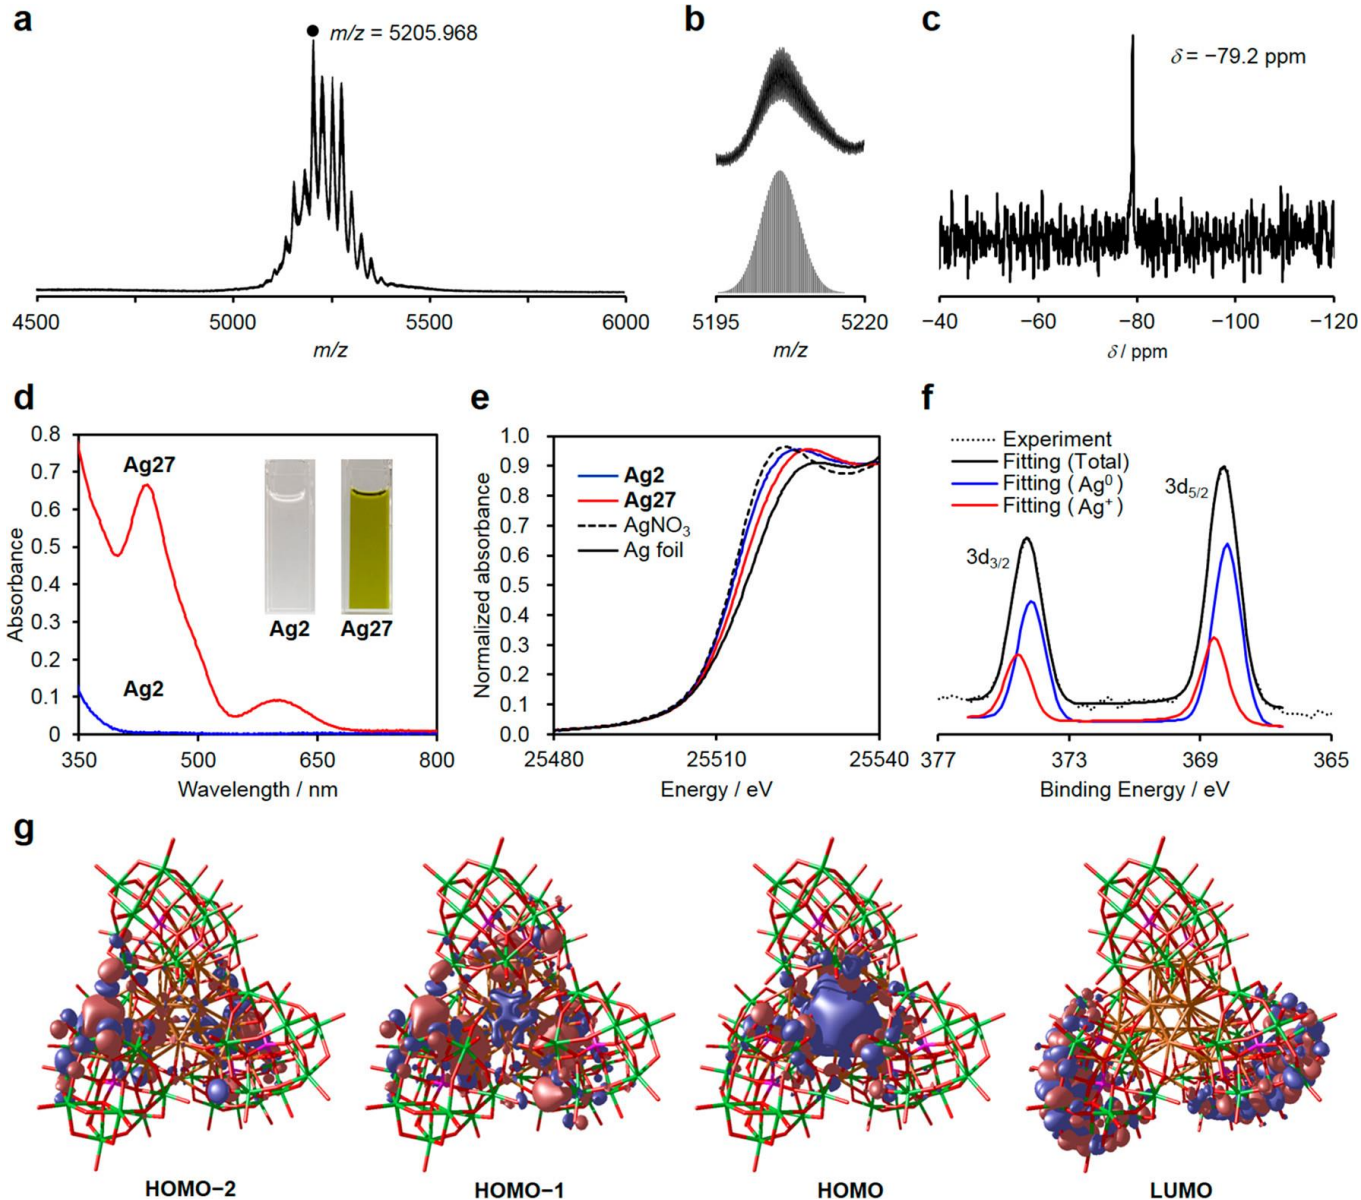 a
m/z = 5205.968
4500 5000 5500 6000
m/z
b
5195 5220
m/z
c
δ = −79.2 ppm
−40 −60 −80 −100 −120
δ / ppm
d
0.8
0.7
0.6
0.5
0.4
0.3
0.2
0.1
0
Absorbance
Ag27
Ag2
Ag2 Ag27
350 500 650 800
Wavelength / nm
e
1.0
0.9
0.8
0.7
0.6
0.5
0.4
0.3
0.2
0.1
0.0
Normalized absorbance
Ag2
Ag27
AgNO₃
Ag foil
25480 25510 25540
Energy / eV
f
Experiment
Fitting (Total)
Fitting (Ag⁰)
Fitting (Ag⁺)
3d₅/₂
3d₃/₂
377 373 369 365
Binding Energy / eV
g
HOMO−2 HOMO−1 HOMO LUMO